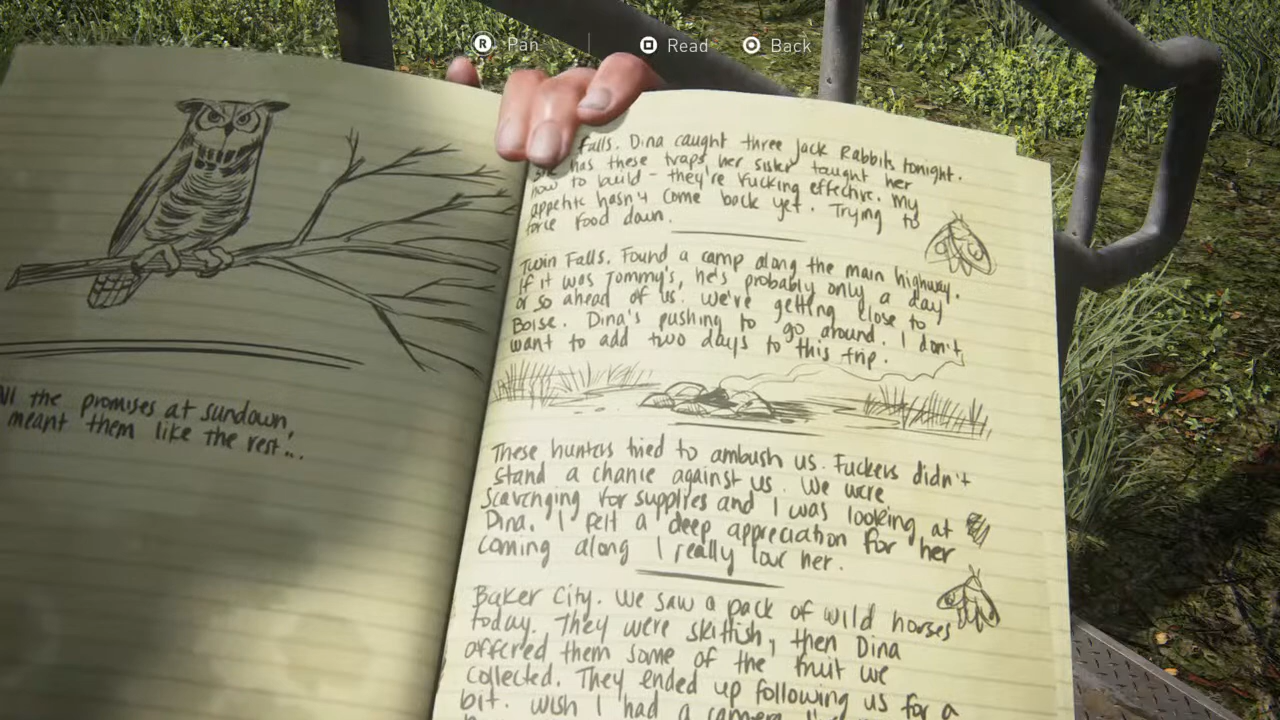 Pan
Read
Back
All the promises at sundown,
meant them like the rest...
Falls. Dina caught three Jack Rabbits tonight.
She has these traps her sister taught her
how to build - they're fucking effective. My
appetite hasn't come back yet. Trying to
force food down.
Twin Falls. Found a camp along the main highway.
If it was Tommy's, he's probably only a day
or so ahead of us. We're getting close to
Boise. Dina's pushing to go around. I don't
want to add two days to this trip.
These hunters tried to ambush us. Fuckers didn't
stand a chance against us. We were
scavenging for supplies and I was looking at
Dina. I felt a deep appreciation for her
coming along I really love her.
Baker City. We saw a pack of wild horses
today. They were skittish, then Dina
offered them some of the fruit we
collected. They ended up following us for a
bit. Wish I had a camera